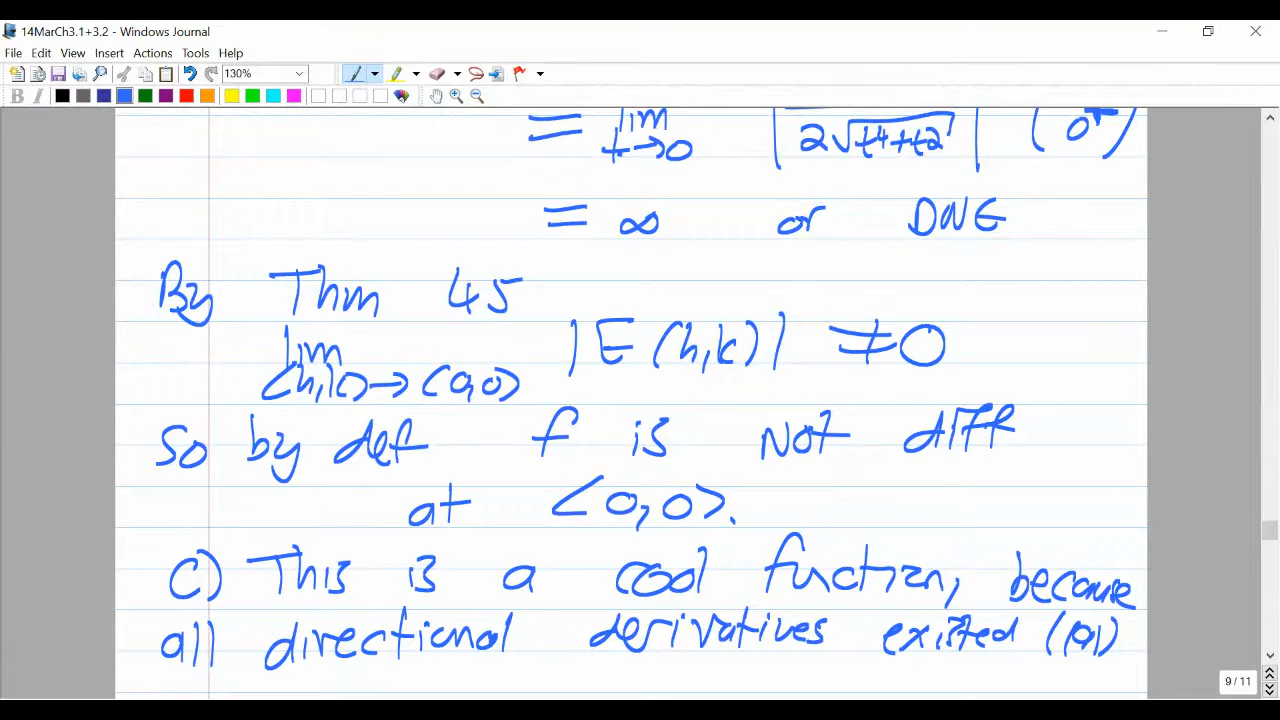 14MarCh3.1+3.2 - Windows Journal
File Edit View Insert Actions Tools Help
130%
B I
= lim t→0 | 2√t4+t2 | (0+)
= ∞ or DNE
By Thm 45
lim <h,k>→<0,0> |E(h,k)| ≠0
So by def f is Not diff
at <0,0>.
c) This is a cool function, because
all directional derivatives existed (pa)
9 / 11